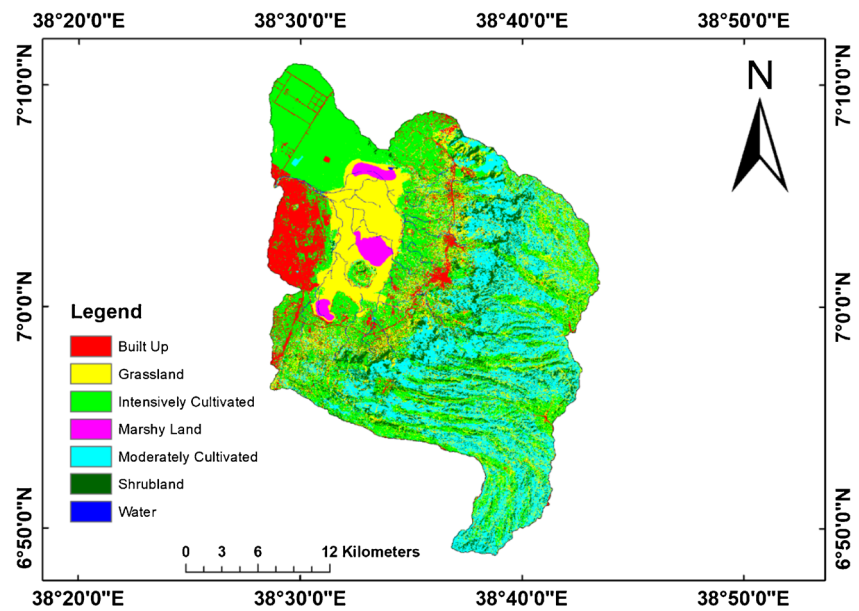 38°20'0"E 38°30'0"E 38°40'0"E 38°50'0"E
7°10'0"N 7°10'0"N
N
7°0'0"N 7°0'0"N
Legend
Built Up
Grassland
Intensively Cultivated
Marshy Land
Moderately Cultivated
Shrubland
Water
6°50'0"N 6°50'0"N
0 3 6 12 Kilometers
38°20'0"E 38°30'0"E 38°40'0"E 38°50'0"E